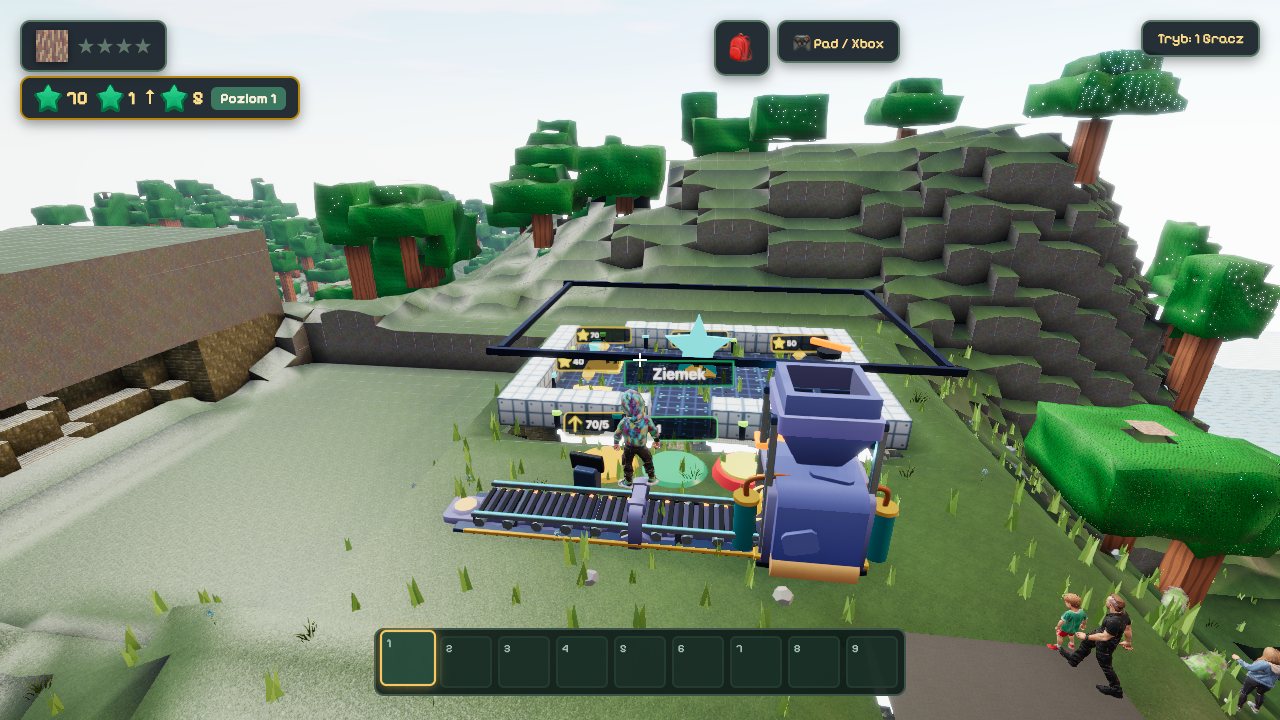 Pad / Xbox
Tryb: 1 Gracz
70 1 ↑ 8 Poziom 1
70
80
40
Ziemek
70/5
1 2 3 4 5 6 7 8 9